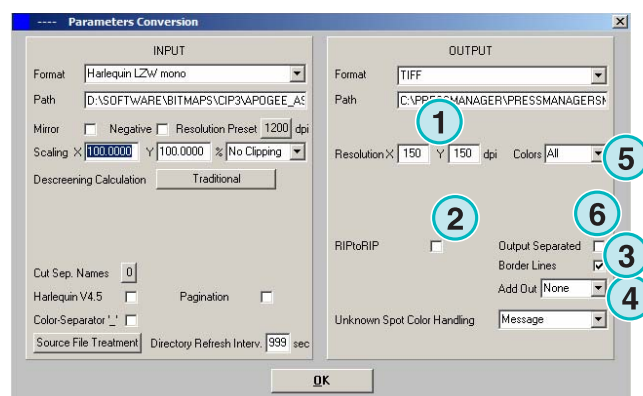 ---- Parameters Conversion
INPUT
Format Harlequin LZW mono
Path D:\SOFTWARE\BITMAPS\CIP3\APOGEE_AS
Mirror Negative Resolution Preset 1200 dpi
Scaling X 100.0000 Y 100.0000 % No Clipping
Descreening Calculation Traditional
Cut Sep. Names 0
Harlequin V4.5 Pagination
Color-Separator '_'
Source File Treatment Directory Refresh Interv. 999 sec
OUTPUT
Format TIFF
Path C:\PRESSMANAGER\PRESSMANAGERSM
1
Resolution X 150 Y 150 dpi Colors All 5
2 6
RIPtoRIP Output Separated
Border Lines 3
Add Out None 4
Unknown Spot Color Handling Message
OK